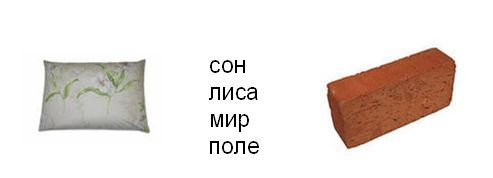 сон
лиса
мир
поле